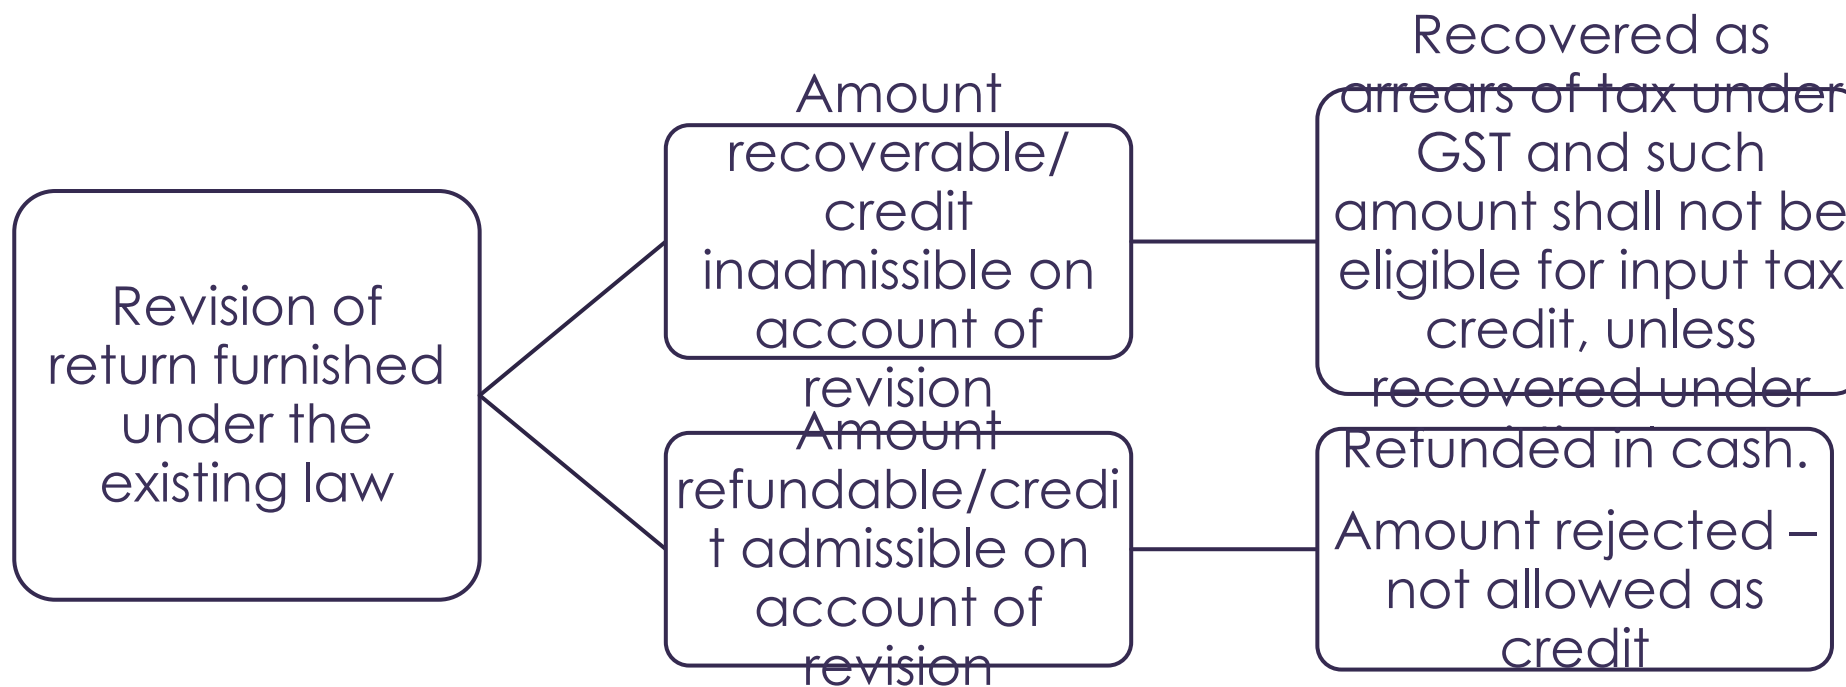 Revision of
return furnished
under the
existing law
Amount
recoverable/
credit
inadmissible on
account of
revision
Recovered as
arrears of tax under
GST and such
amount shall not be
eligible for input tax
credit, unless
recovered under
Amount
refundable/credi
t admissible on
account of
revision
Refunded in cash.
Amount rejected –
not allowed as
credit